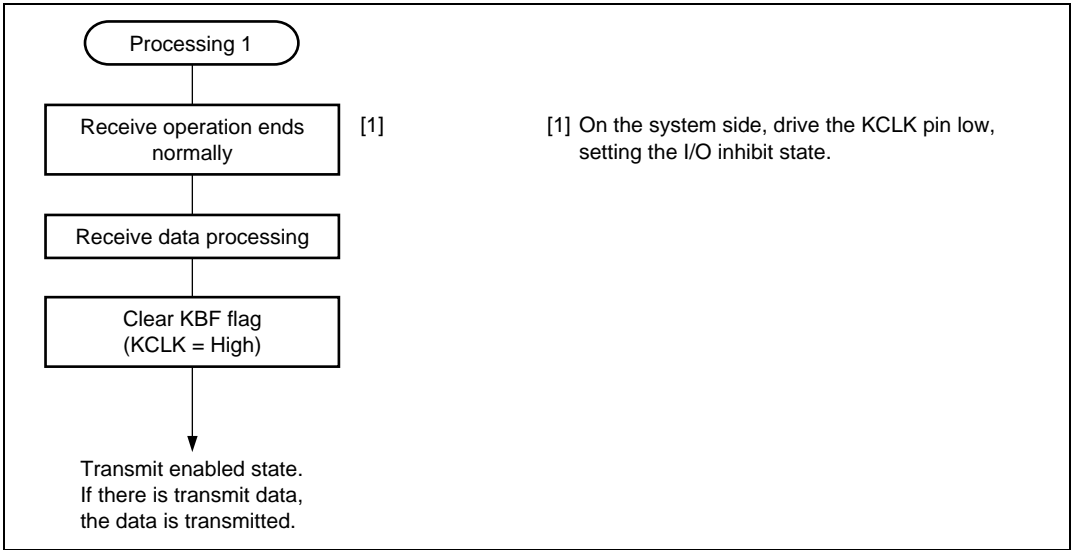 Processing 1
Receive operation ends
normally
[1]
[1] On the system side, drive the KCLK pin low,
setting the I/O inhibit state.
Receive data processing
Clear KBF flag
(KCLK = High)
Transmit enabled state.
If there is transmit data,
the data is transmitted.